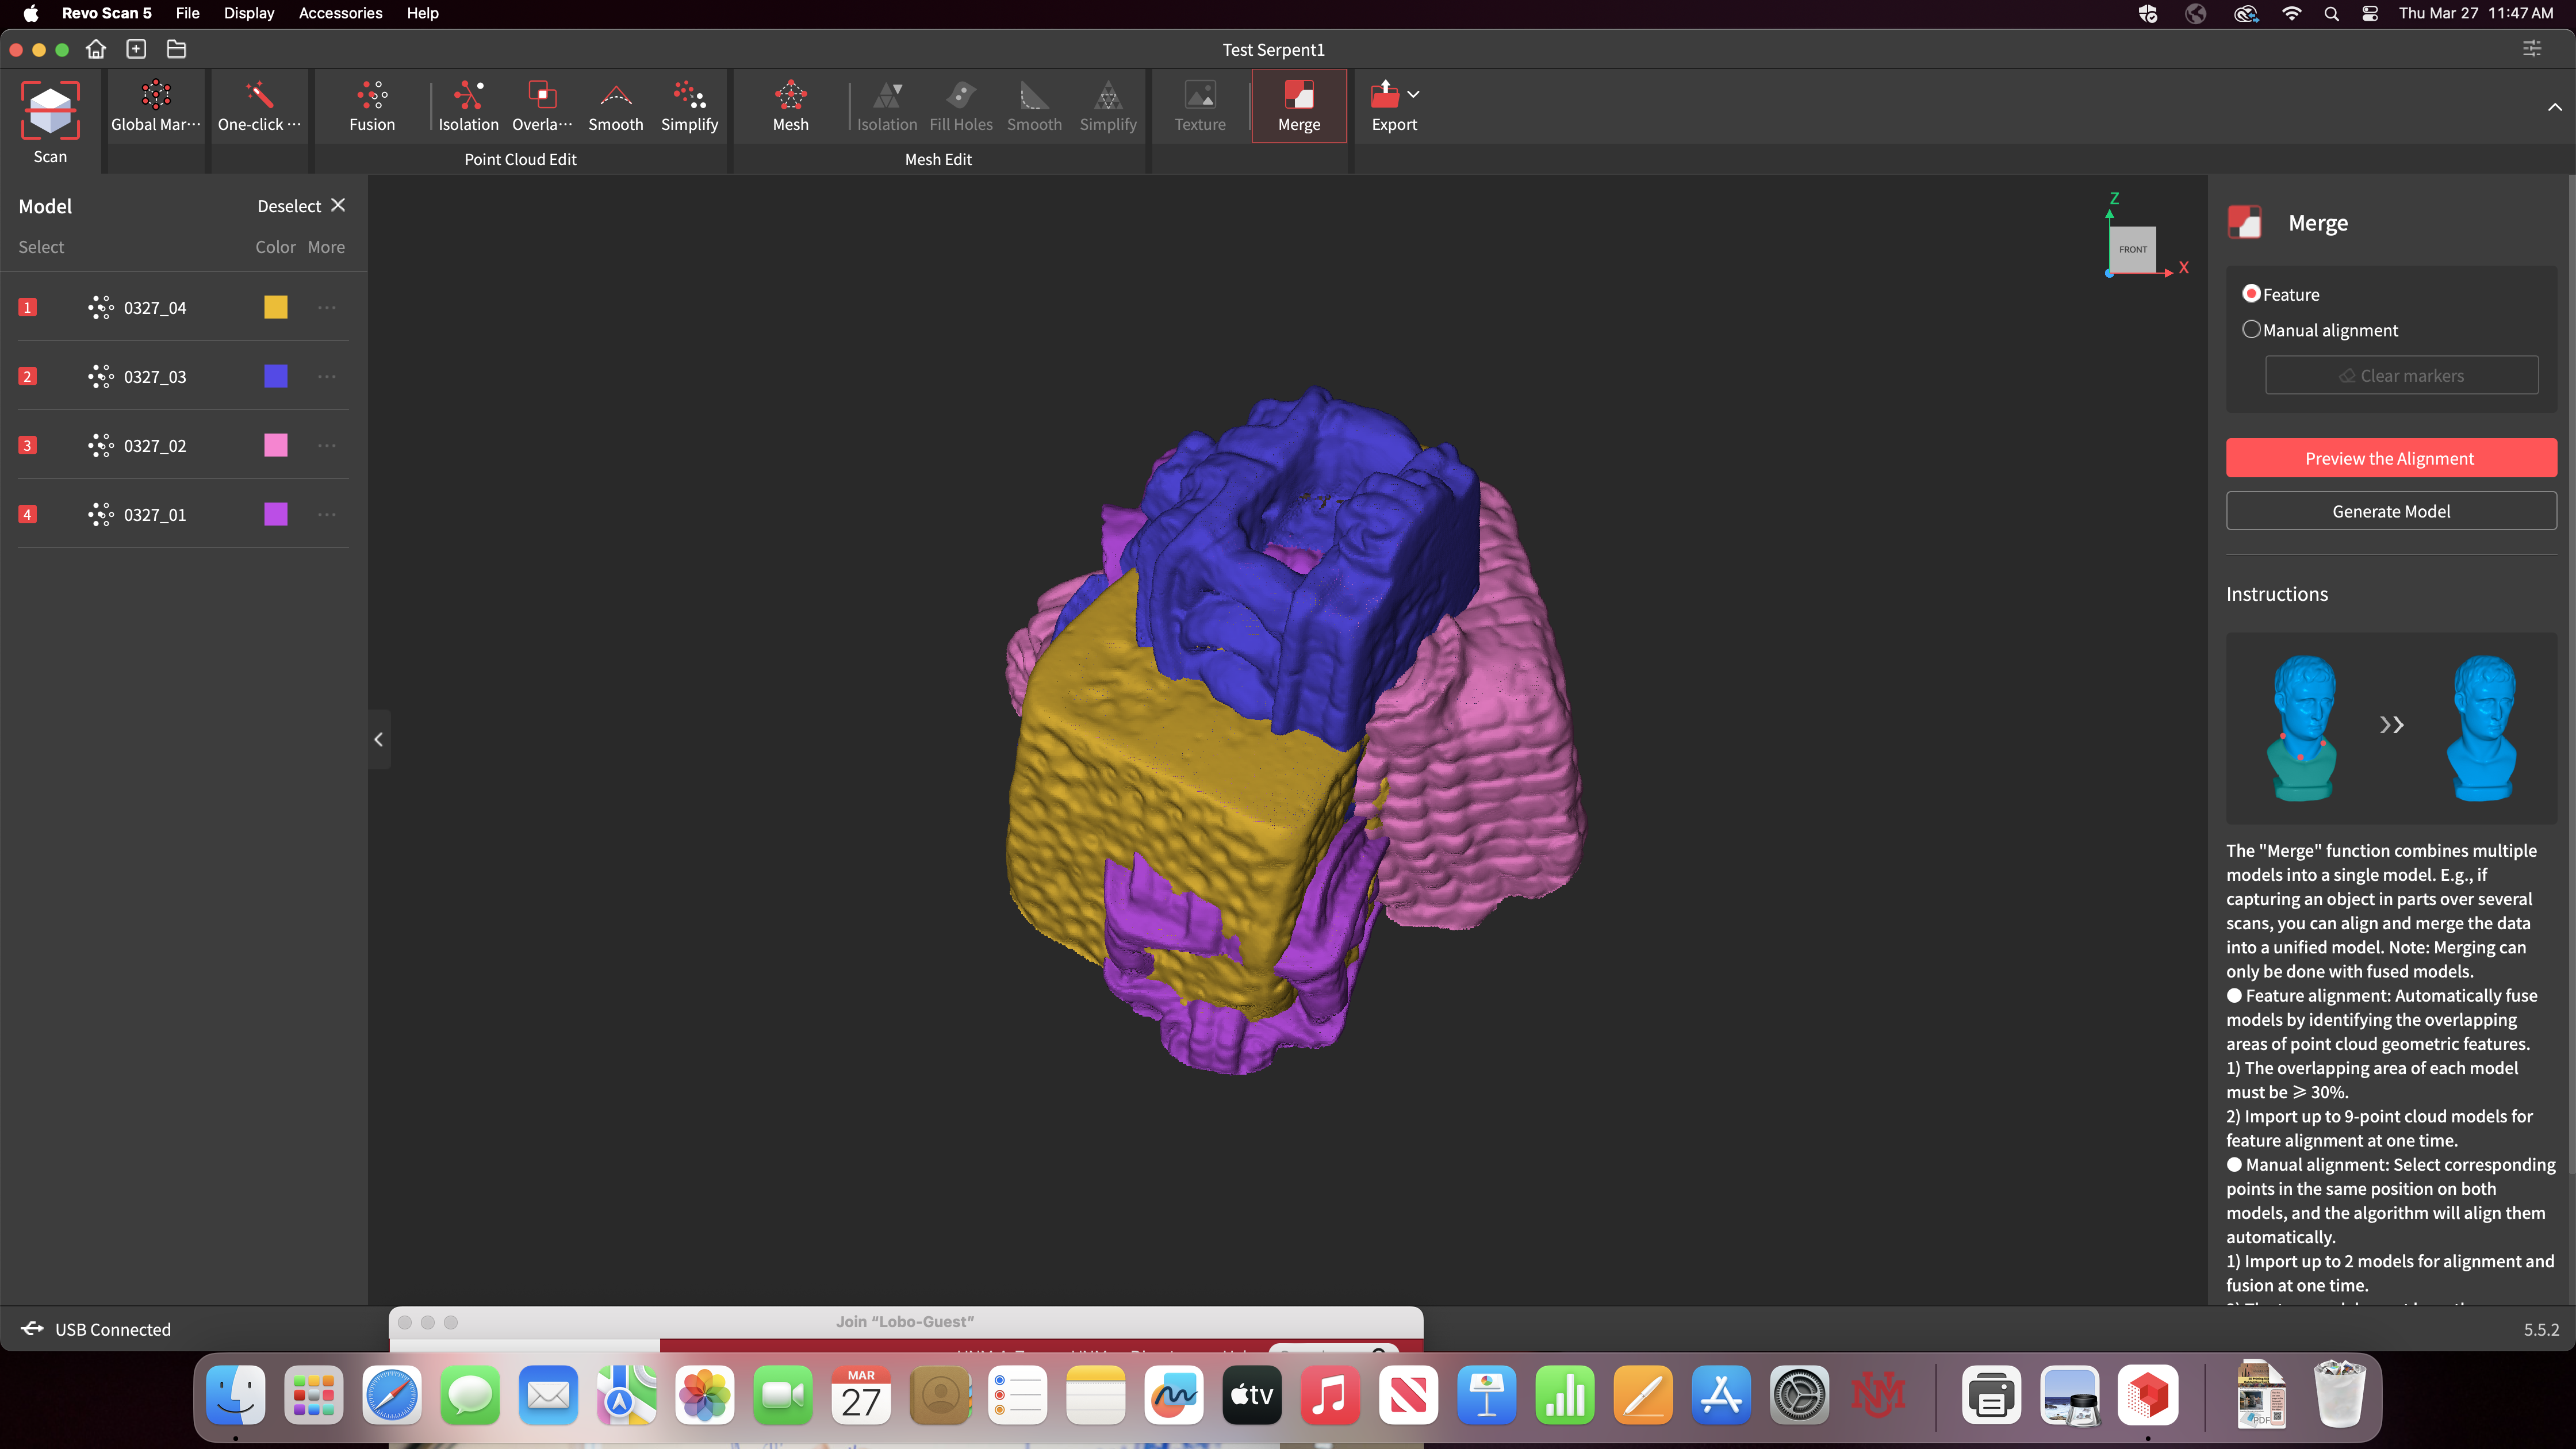 Revo Scan 5 File Display Accessories Help Thu Mar 27 11:47 AM
Test Serpent1
Scan
Global Mar···
One-click ···
Fusion
Isolation
Overla···
Smooth
Simplify
Point Cloud Edit
Mesh
Isolation
Fill Holes
Smooth
Simplify
Mesh Edit
Texture
Merge
Export
Model Deselect
Select Color More
1 0327_04
2 0327_03
3 0327_02
4 0327_01
Z
FRONT
X
Merge
Feature
Manual alignment
Clear markers
Preview the Alignment
Generate Model
Instructions
The "Merge" function combines multiple
models into a single model. E.g., if
capturing an object in parts over several
scans, you can align and merge the data
into a unified model. Note: Merging can
only be done with fused models.
● Feature alignment: Automatically fuse
models by identifying the overlapping
areas of point cloud geometric features.
1) The overlapping area of each model
must be ⩾ 30%.
2) Import up to 9-point cloud models for
feature alignment at one time.
● Manual alignment: Select corresponding
points in the same position on both
models, and the algorithm will align them
automatically.
1) Import up to 2 models for alignment and
fusion at one time.
USB Connected
5.5.2
Join “Lobo-Guest”
MAR
27
tv
NM
PDF